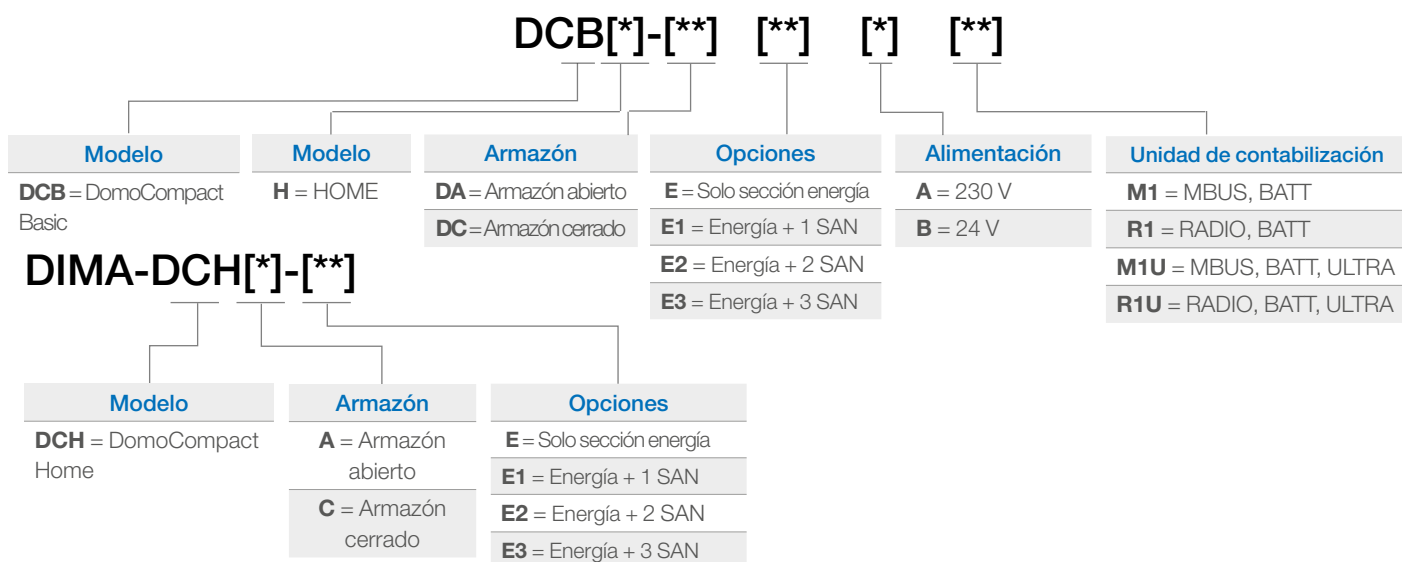 DCB[*]-[**] [**] [*] [**]
Modelo
DCB = DomoCompact
Basic
Modelo
H = HOME
Armazón
DA = Armazón abierto
DC = Armazón cerrado
Opciones
E = Solo sección energía
E1 = Energía + 1 SAN
E2 = Energía + 2 SAN
E3 = Energía + 3 SAN
Alimentación
A = 230 V
B = 24 V
Unidad de contabilización
M1 = MBUS, BATT
R1 = RADIO, BATT
M1U = MBUS, BATT, ULTRA
R1U = RADIO, BATT, ULTRA
DIMA-DCH[*]-[**]
Modelo
DCH = DomoCompact
Home
Armazón
A = Armazón
abierto
C = Armazón
cerrado
Opciones
E = Solo sección energía
E1 = Energía + 1 SAN
E2 = Energía + 2 SAN
E3 = Energía + 3 SAN